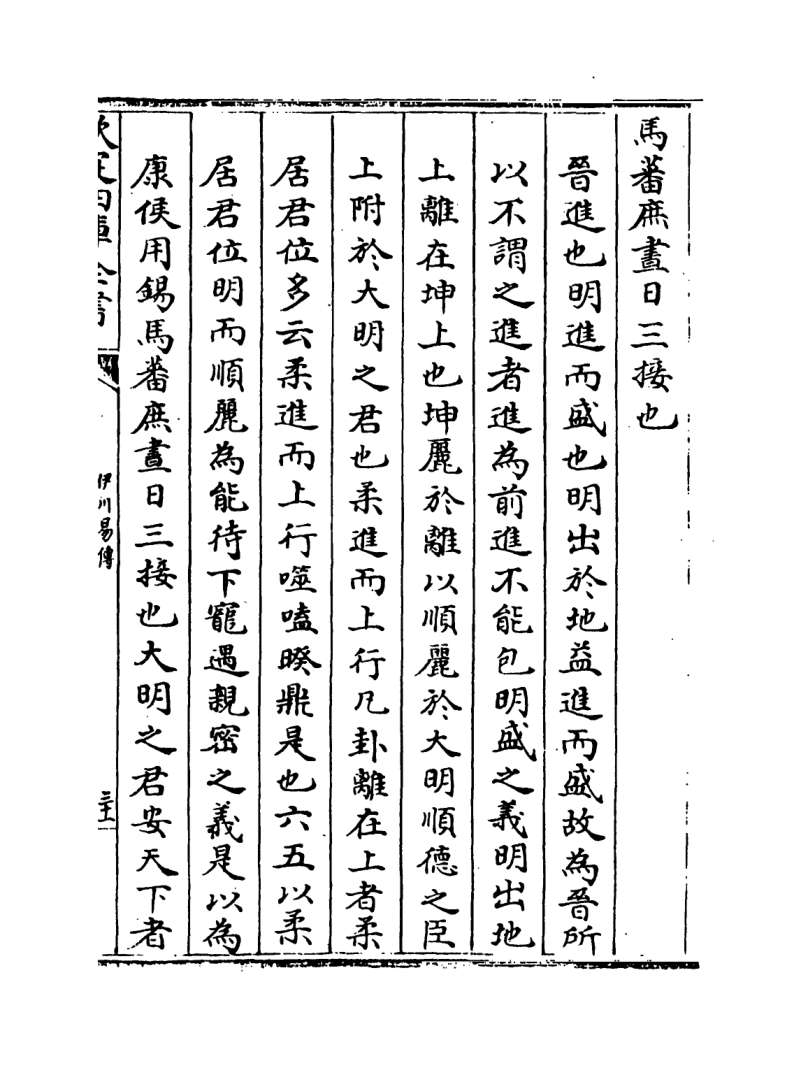 馬蕃庶晝日三接也
晉進也明進而盛也明出於地益進而盛故為晉所
以不謂之進者進為前進不能包明盛之義明出地
上離在坤上也坤麗於離以順麗於大明順德之臣
上附於大明之君也柔進而上行凡卦離在上者柔
居君位多云柔進而上行噬嗑睽鼎是也六五以柔
居君位明而順麗為能待下寵遇親密之義是以為
康侯用錫馬蕃庶晝日三接也大明之君安天下者
欽定四庫全書
伊川易傳